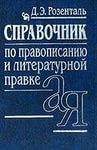 Д.Э. Розенталь
СПРАВОЧНИК
ПО ПРАВОПИСАНИЮ
И ЛИТЕРАТУРНОЙ
ПРАВКЕ
а
я